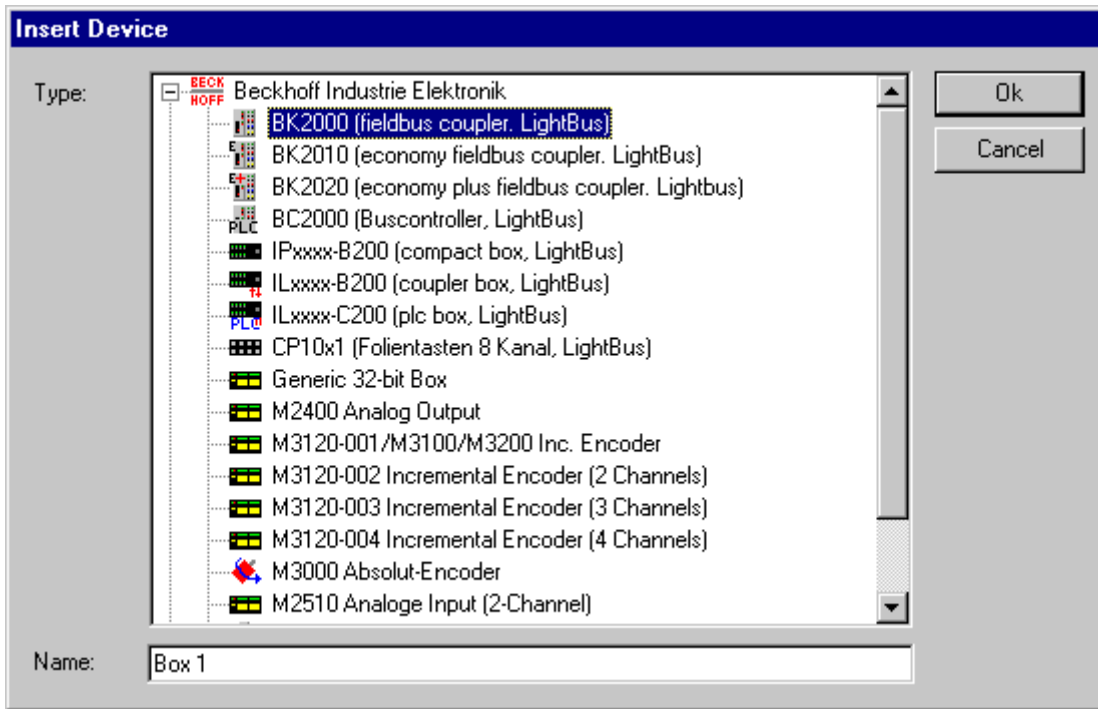 Insert Device
Type:
BECK
HOFF
Beckhoff Industrie Elektronik
BK2000 (fieldbus coupler. LightBus)
E
BK2010 (economy fieldbus coupler. LightBus)
E+
BK2020 (economy plus fieldbus coupler. Lightbus)
PLC
BC2000 (Buscontroller, LightBus)
IPxxxx-B200 (compact box, LightBus)
ILxxxx-B200 (coupler box, LightBus)
PLC
ILxxxx-C200 (plc box, LightBus)
CP10x1 (Folientasten 8 Kanal, LightBus)
Generic 32-bit Box
M2400 Analog Output
M3120-001/M3100/M3200 Inc. Encoder
M3120-002 Incremental Encoder (2 Channels)
M3120-003 Incremental Encoder (3 Channels)
M3120-004 Incremental Encoder (4 Channels)
M3000 Absolut-Encoder
M2510 Analoge Input (2-Channel)
Ok
Cancel
Name:
Box 1